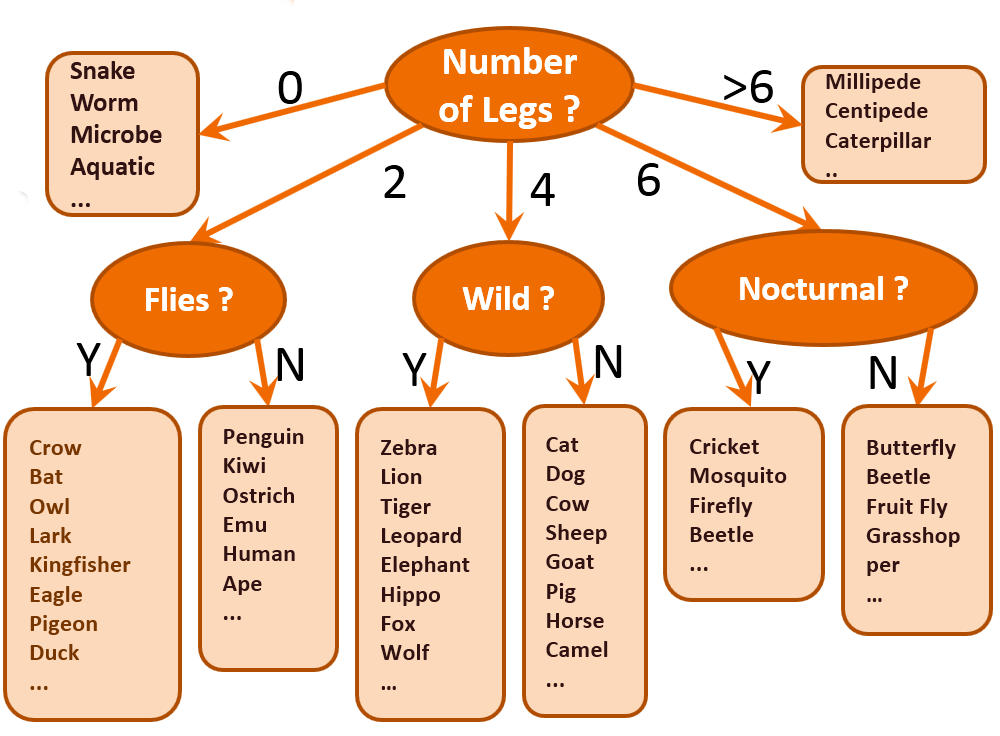 Number
of Legs ?
0
2
4
6
>6
Snake
Worm
Microbe
Aquatic
...
Millipede
Centipede
Caterpillar
..
Flies ?
Wild ?
Nocturnal ?
Y
N
Y
N
Y
N
Crow
Bat
Owl
Lark
Kingfisher
Eagle
Pigeon
Duck
...
Penguin
Kiwi
Ostrich
Emu
Human
Ape
...
Zebra
Lion
Tiger
Leopard
Elephant
Hippo
Fox
Wolf
...
Cat
Dog
Cow
Sheep
Goat
Pig
Horse
Camel
...
Cricket
Mosquito
Firefly
Beetle
...
Butterfly
Beetle
Fruit Fly
Grasshop
per
...